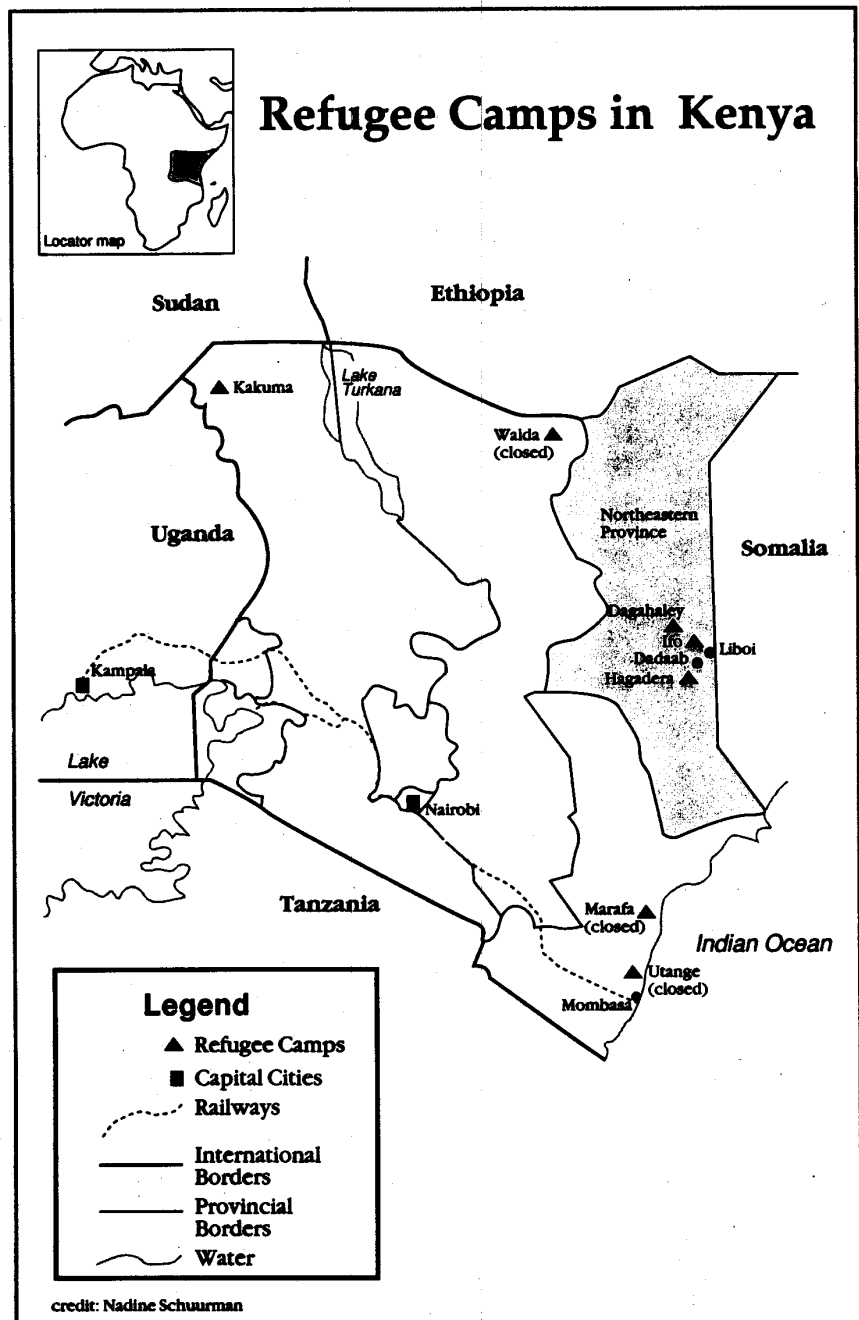 Refugee Camps in Kenya
Locator map
Sudan
Ethiopia
Kakuma
Lake
Turkana
Walda
(closed)
Uganda
Northeastern
Province
Somalia
Dagahaley
Ifo
Liboi
Dadaab
Hagadera
Kampala
Lake
Victoria
Nairobi
Tanzania
Marafa
(closed)
Indian Ocean
Utange
(closed)
Mombasa
Legend
Refugee Camps
Capital Cities
Railways
International
Borders
Provincial
Borders
Water
credit: Nadine Schuurman